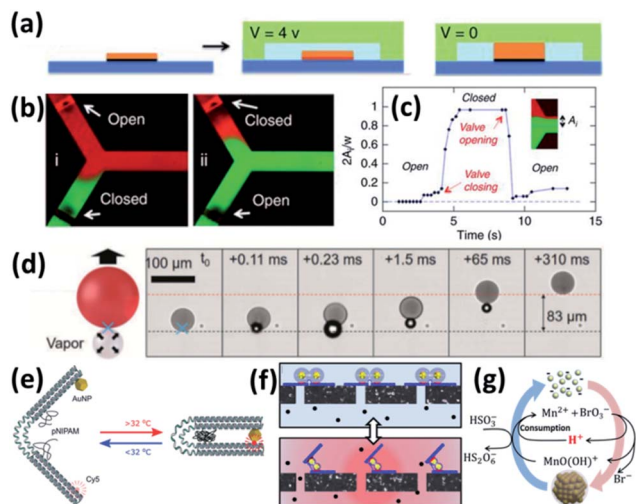 (a)
V = 4 v
V = 0
(b)
Open
i
Closed
Closed
ii
Open
(c)
2Aᵢ/w
1
0.8
0.6
0.4
0.2
0
Closed
Valve
opening
Aᵢ
Open
Valve
closing
Open
0
5
10
15
Time (s)
(d)
Vapor
100 µm
t₀
+0.11 ms
+0.23 ms
+1.5 ms
+65 ms
+310 ms
83 µm
(e)
AuNP
pNIPAM
Cy5
>32 °C
<32 °C
(f)
(g)
HSO₃⁻
HS₂O₆⁻
Mn²⁺ + BrO₃⁻
Consumption
H⁺
MnO(OH)⁺
Br⁻